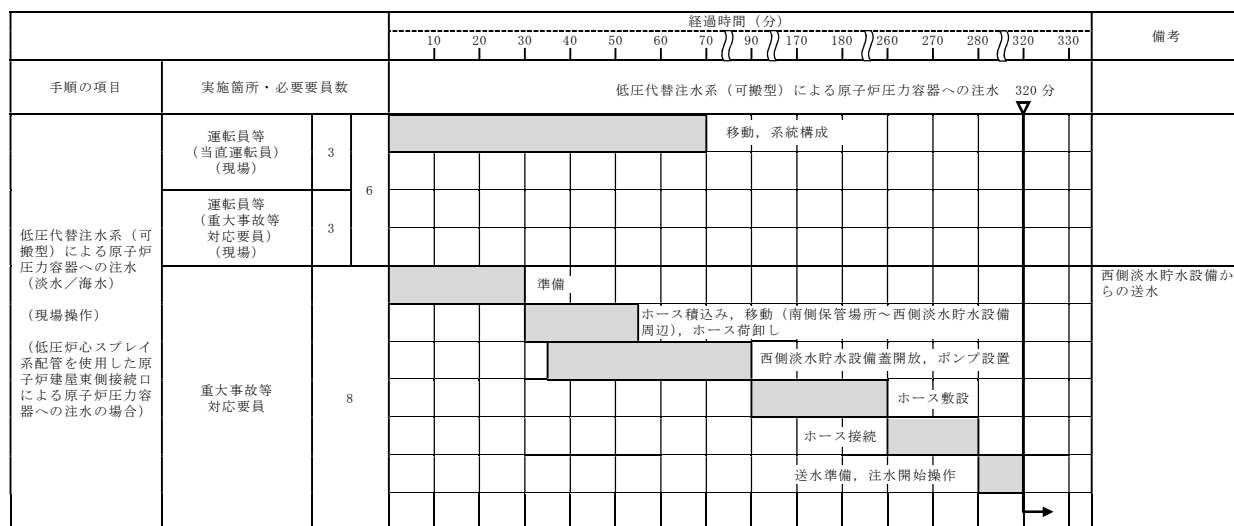 経過時間（分）
備考
10 20 30 40 50 60 70 90 170 180 260 270 280 320 330
手順の項目
実施箇所・必要要員数
低圧代替注水系（可搬型）による原子炉圧力容器への注水 320 分
低圧代替注水系（可
搬型）による原子炉
圧力容器への注水
（淡水／海水）
（現場操作）
（低圧炉心スプレイ
系配管を使用した原
子炉建屋東側接続口
による原子炉圧力容
器への注水の場合）
運転員等
（当直運転員）
（現場）
3
6
移動，系統構成
運転員等
（重大事故等
対応要員）
（現場）
3
重大事故等
対応要員
8
準備
ホース積込み，移動（南側保管場所～西側淡水貯水設備
周辺），ホース荷卸し
西側淡水貯水設備蓋開放，ポンプ設置
ホース敷設
ホース接続
送水準備，注水開始操作
西側淡水貯水設備か
らの送水